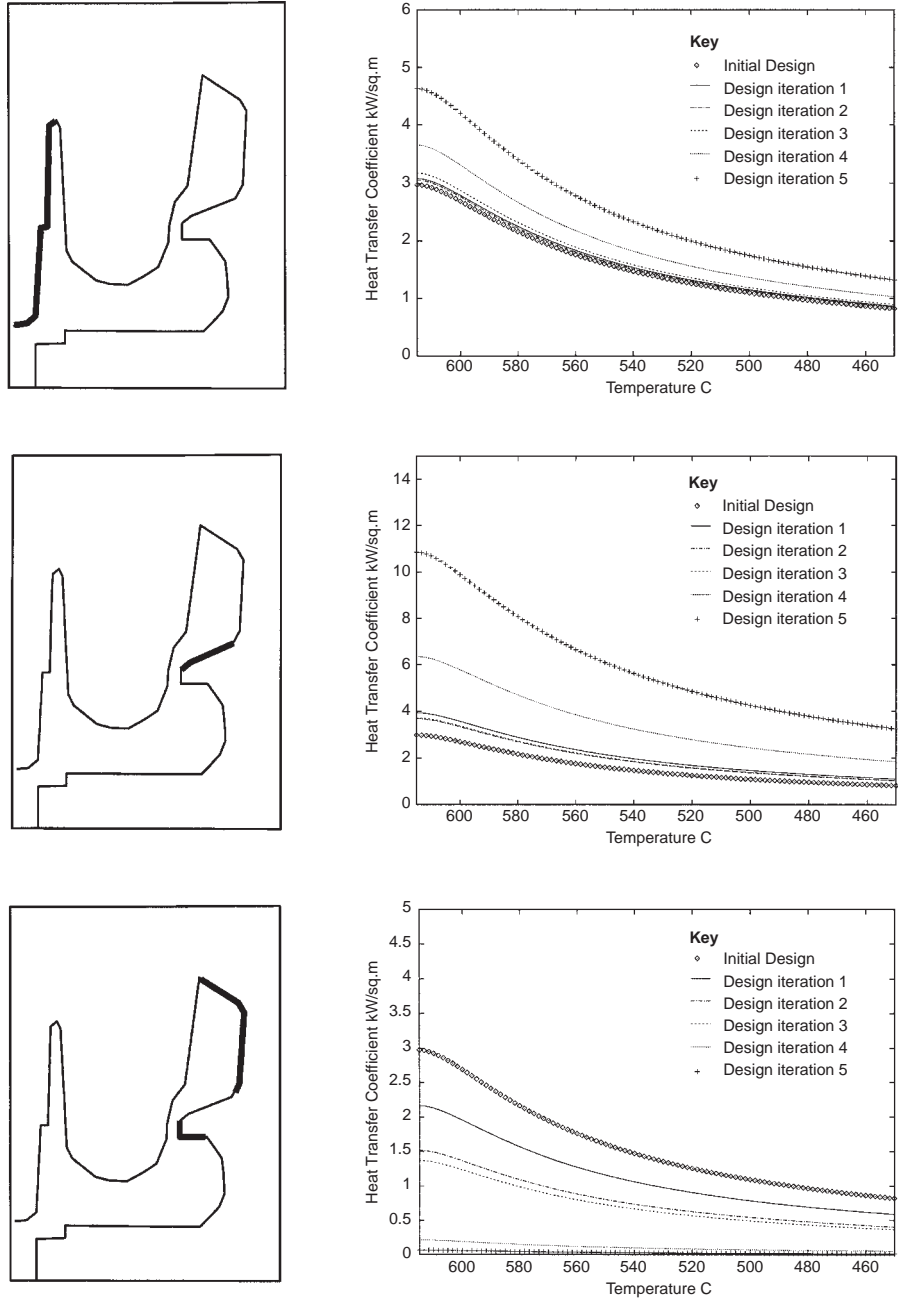 Heat Transfer Coefficient kW/sq.m
6
5
4
3
2
1
0
Key
Initial Design
Design iteration 1
Design iteration 2
Design iteration 3
Design iteration 4
Design iteration 5
600 580 560 540 520 500 480 460
Temperature C
Heat Transfer Coefficient kW/sq.m
14
12
10
8
6
4
2
0
Key
Initial Design
Design iteration 1
Design iteration 2
Design iteration 3
Design iteration 4
Design iteration 5
600 580 560 540 520 500 480 460
Temperature C
Heat Transfer Coefficient kW/sq.m
5
4.5
4
3.5
3
2.5
2
1.5
1
0.5
0
Key
Initial Design
Design iteration 1
Design iteration 2
Design iteration 3
Design iteration 4
Design iteration 5
600 580 560 540 520 500 480 460
Temperature C